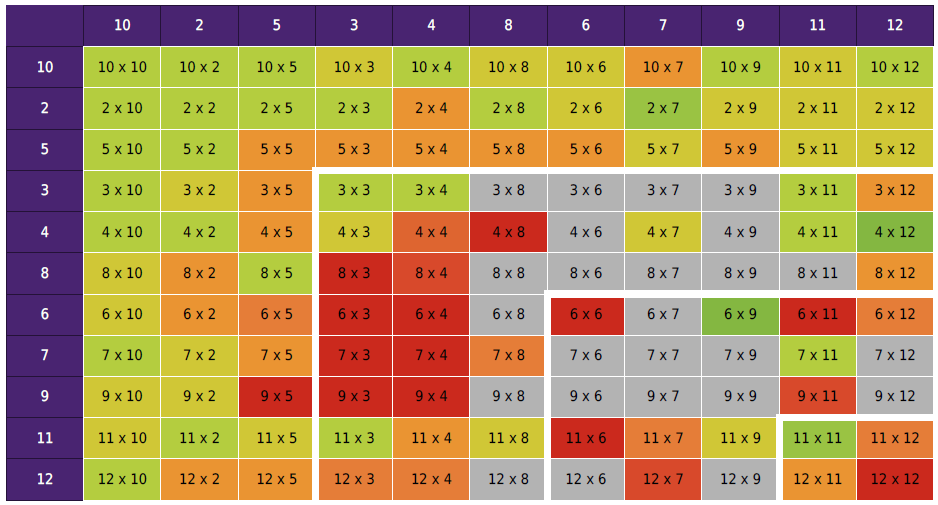 10 2 5 3 4 8 6 7 9 11 12
10 10 x 10 10 x 2 10 x 5 10 x 3 10 x 4 10 x 8 10 x 6 10 x 7 10 x 9 10 x 11 10 x 12
2 2 x 10 2 x 2 2 x 5 2 x 3 2 x 4 2 x 8 2 x 6 2 x 7 2 x 9 2 x 11 2 x 12
5 5 x 10 5 x 2 5 x 5 5 x 3 5 x 4 5 x 8 5 x 6 5 x 7 5 x 9 5 x 11 5 x 12
3 3 x 10 3 x 2 3 x 5 3 x 3 3 x 4 3 x 8 3 x 6 3 x 7 3 x 9 3 x 11 3 x 12
4 4 x 10 4 x 2 4 x 5 4 x 3 4 x 4 4 x 8 4 x 6 4 x 7 4 x 9 4 x 11 4 x 12
8 8 x 10 8 x 2 8 x 5 8 x 3 8 x 4 8 x 8 8 x 6 8 x 7 8 x 9 8 x 11 8 x 12
6 6 x 10 6 x 2 6 x 5 6 x 3 6 x 4 6 x 8 6 x 6 6 x 7 6 x 9 6 x 11 6 x 12
7 7 x 10 7 x 2 7 x 5 7 x 3 7 x 4 7 x 8 7 x 6 7 x 7 7 x 9 7 x 11 7 x 12
9 9 x 10 9 x 2 9 x 5 9 x 3 9 x 4 9 x 8 9 x 6 9 x 7 9 x 9 9 x 11 9 x 12
11 11 x 10 11 x 2 11 x 5 11 x 3 11 x 4 11 x 8 11 x 6 11 x 7 11 x 9 11 x 11 11 x 12
12 12 x 10 12 x 2 12 x 5 12 x 3 12 x 4 12 x 8 12 x 6 12 x 7 12 x 9 12 x 11 12 x 12